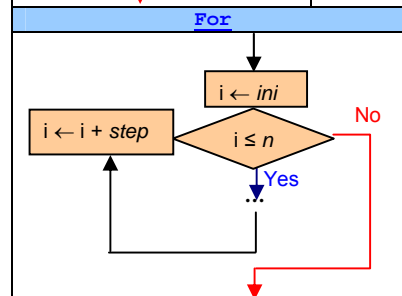 For
i ← ini
i ← i + step
i ≤ n
No
Yes
...